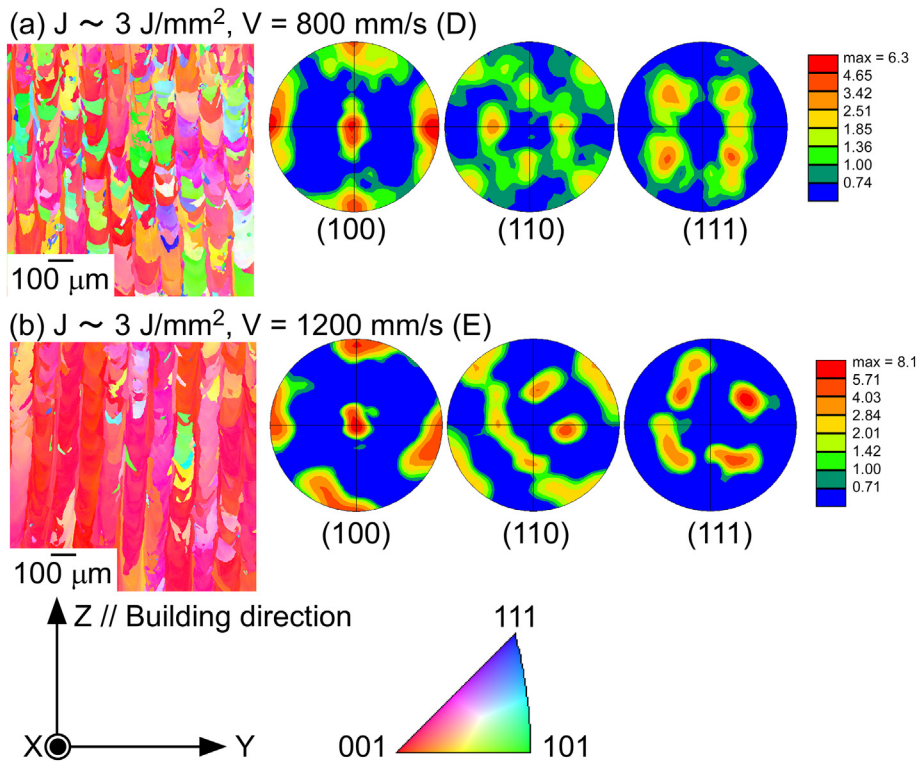 (a) J ~ 3 J/mm², V = 800 mm/s (D)
100 μm
(100)
(110)
(111)
max = 6.3
4.65
3.42
2.51
1.85
1.36
1.00
0.74
(b) J ~ 3 J/mm², V = 1200 mm/s (E)
100 μm
(100)
(110)
(111)
max = 8.1
5.71
4.03
2.84
2.01
1.42
1.00
0.71
Z // Building direction
X
Y
111
001
101